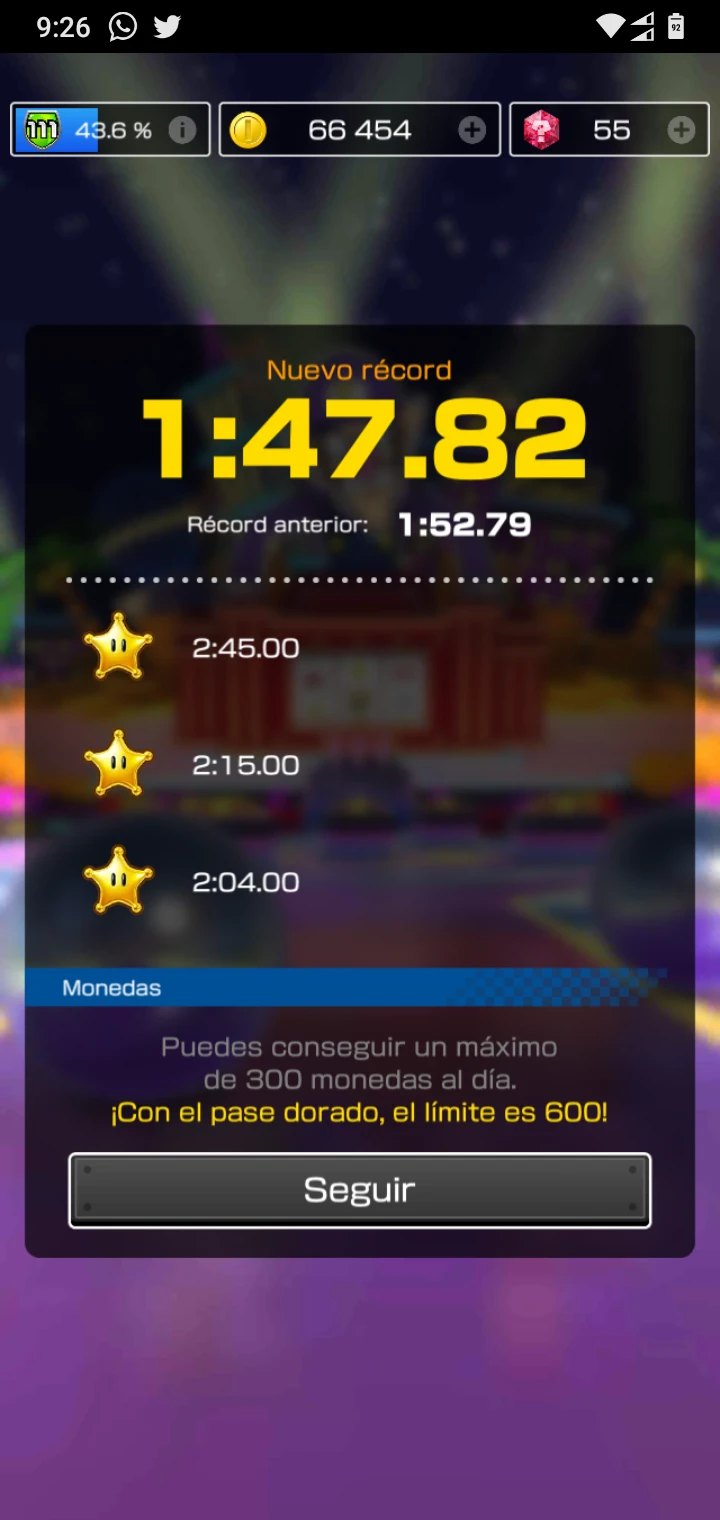 9:26
92
111 43.6 % i 66 454 55
Nuevo récord
1:47.82
Récord anterior: 1:52.79
2:45.00
2:15.00
2:04.00
Monedas
Puedes conseguir un máximo
de 300 monedas al día.
¡Con el pase dorado, el límite es 600!
Seguir